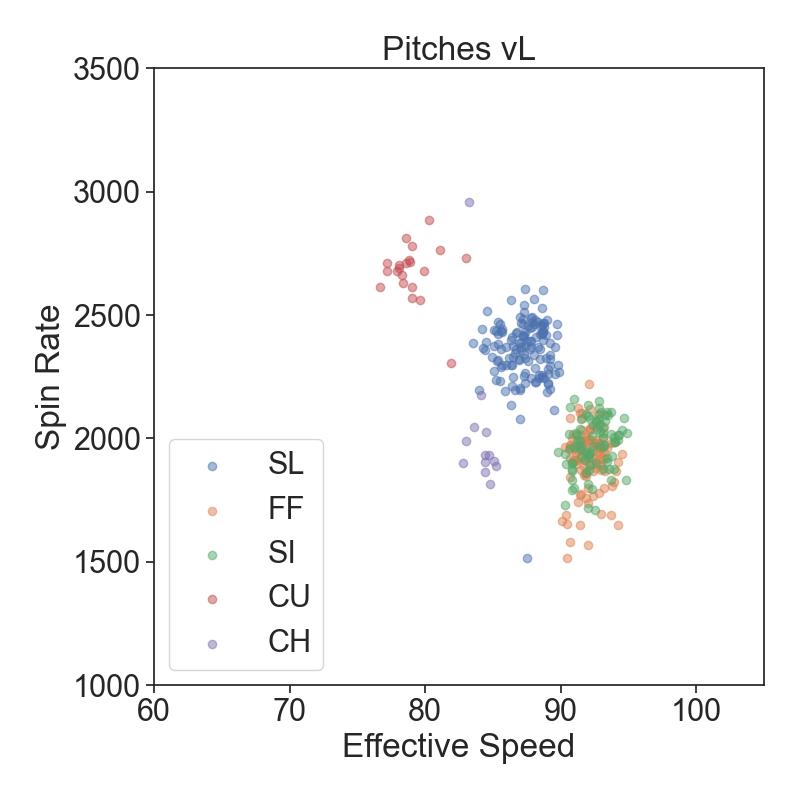 Pitches vL
3500
3000
2500
2000
1500
1000
Spin Rate
SL
FF
SI
CU
CH
60 70 80 90 100
Effective Speed